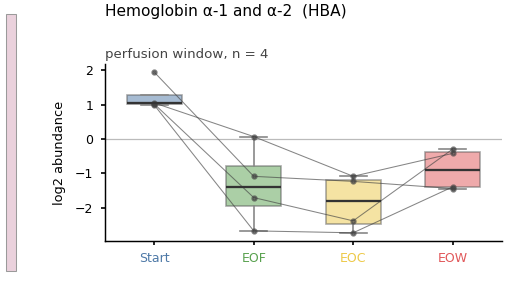 Hemoglobin α-1 and α-2  (HBA)
perfusion window, n = 4
log2 abundance
2
1
0
−1
−2
Start
EOF
EOC
EOW